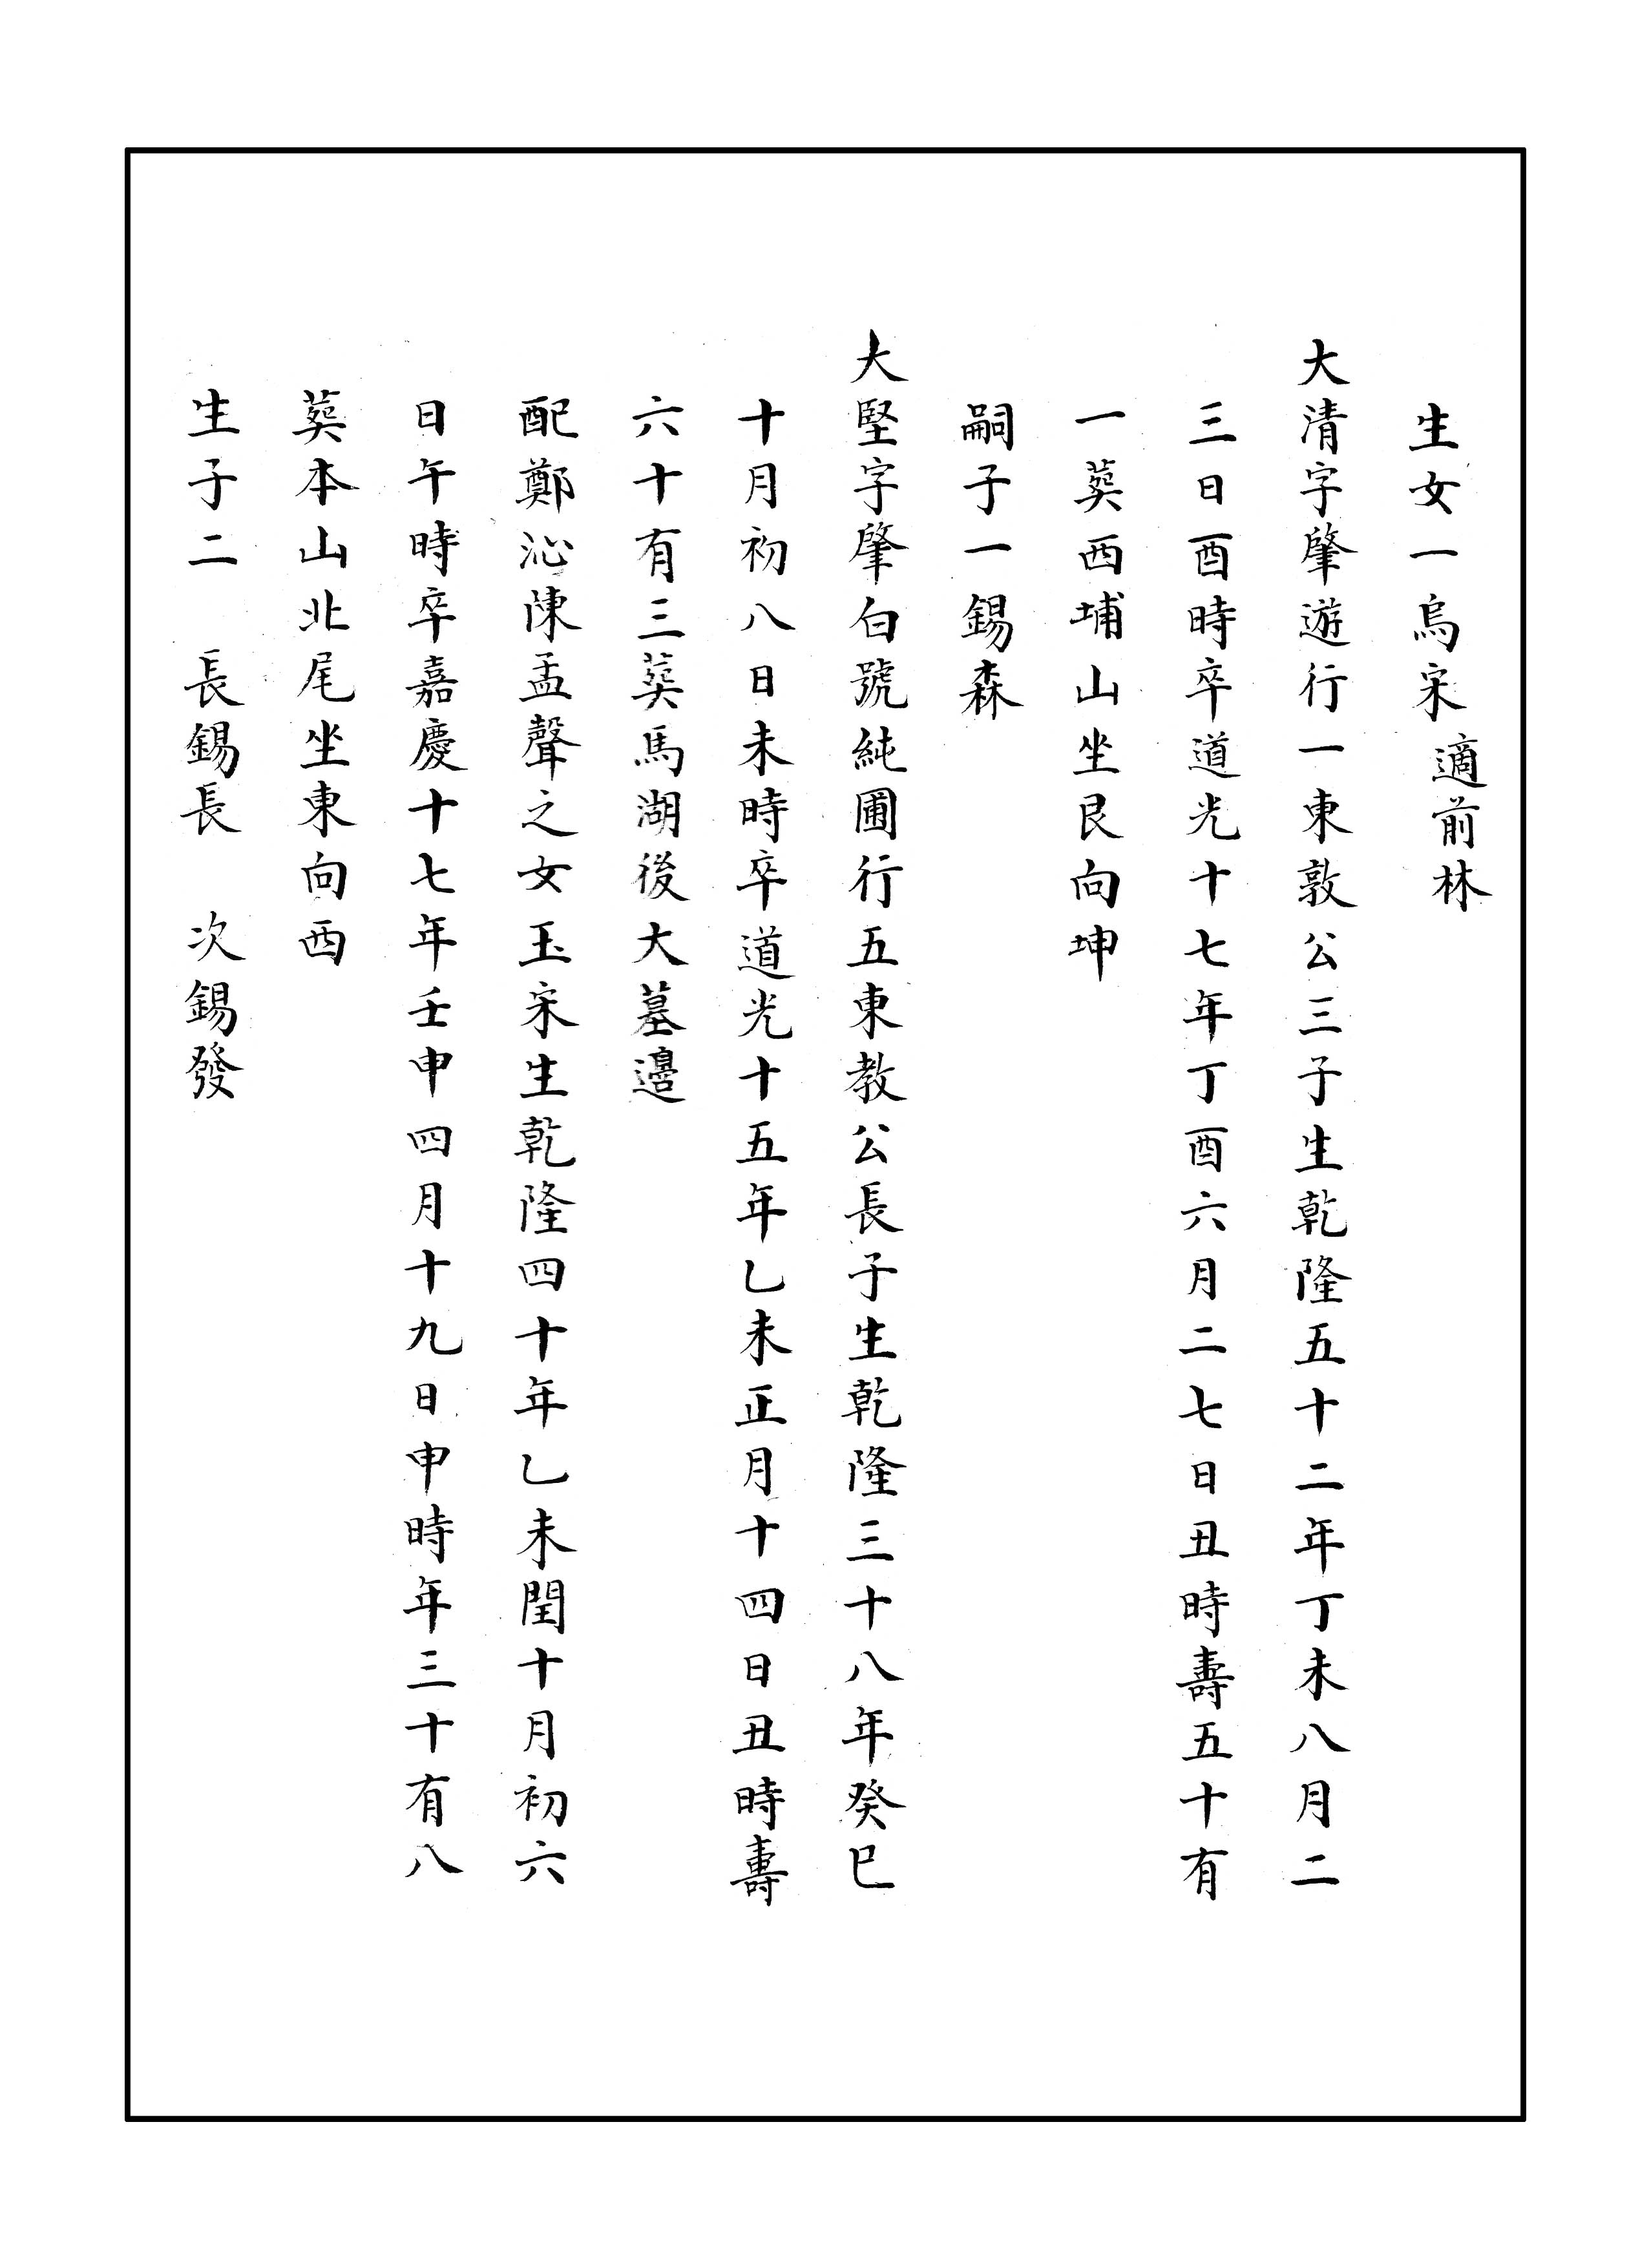 生女一烏宋 適前林
大清字肇遊行一東敦公三子生乾隆五十二年丁未八月二
三日酉時卒道光十七年丁酉六月二七日丑時壽五十有
一葬西埔山坐艮向坤
嗣子一錫森
大堅字肇白號純圃行五東教公長子生乾隆三十八年癸巳
十月初八日未時卒道光十五年乙未正月十四日丑時壽
六十有三葬馬湖後大墓邉
配鄭沁陳孟聲之女玉宋生乾隆四十年乙未閏十月初六
日午時卒嘉慶十七年壬申四月十九日申時年三十有八
葬本山北尾坐東向西
生子二 長錫長 次錫發